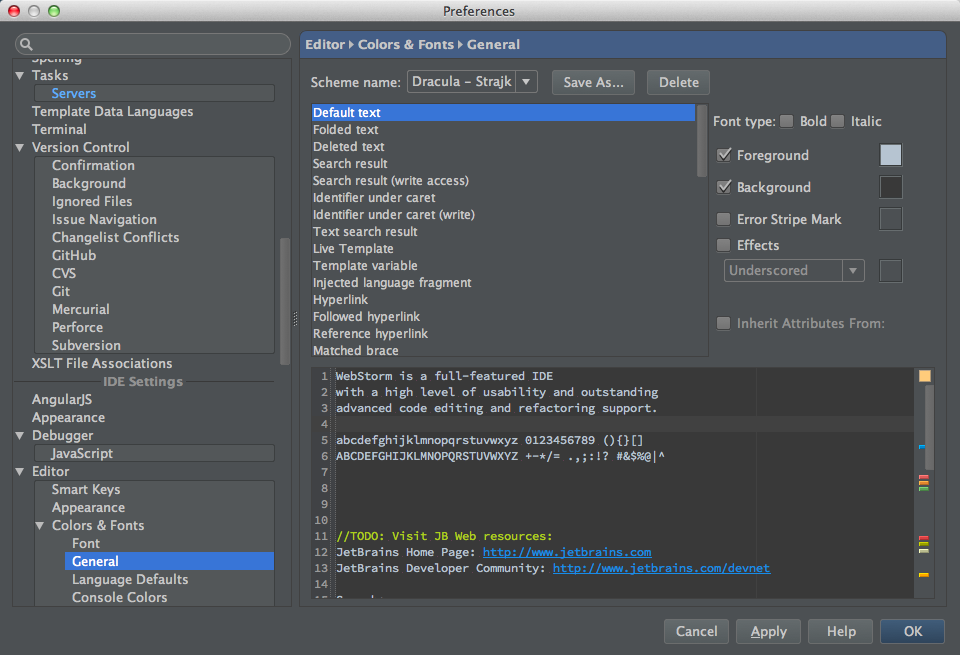 Preferences
Spelling
Tasks
Servers
Template Data Languages
Terminal
Version Control
Confirmation
Background
Ignored Files
Issue Navigation
Changelist Conflicts
GitHub
CVS
Git
Mercurial
Perforce
Subversion
XSLT File Associations
IDE Settings
AngularJS
Appearance
Debugger
JavaScript
Editor
Smart Keys
Appearance
Colors & Fonts
Font
General
Language Defaults
Console Colors
Editor Colors & Fonts General
Scheme name: Dracula – Strajk Save As... Delete
Default text
Folded text
Deleted text
Search result
Search result (write access)
Identifier under caret
Identifier under caret (write)
Text search result
Live Template
Template variable
Injected language fragment
Hyperlink
Followed hyperlink
Reference hyperlink
Matched brace
Font type: Bold Italic
Foreground
Background
Error Stripe Mark
Effects
Underscored
Inherit Attributes From:
1 WebStorm is a full-featured IDE
2 with a high level of usability and outstanding
3 advanced code editing and refactoring support.
4
5 abcdefghijklmnopqrstuvwxyz 0123456789 (){}[]
6 ABCDEFGHIJKLMNOPQRSTUVWXYZ +-*/= .,;:!? #&$%@|^
7
8
9
10
11 //TODO: Visit JB Web resources:
12 JetBrains Home Page: http://www.jetbrains.com
13 JetBrains Developer Community: http://www.jetbrains.com/devnet
14
Cancel Apply Help OK